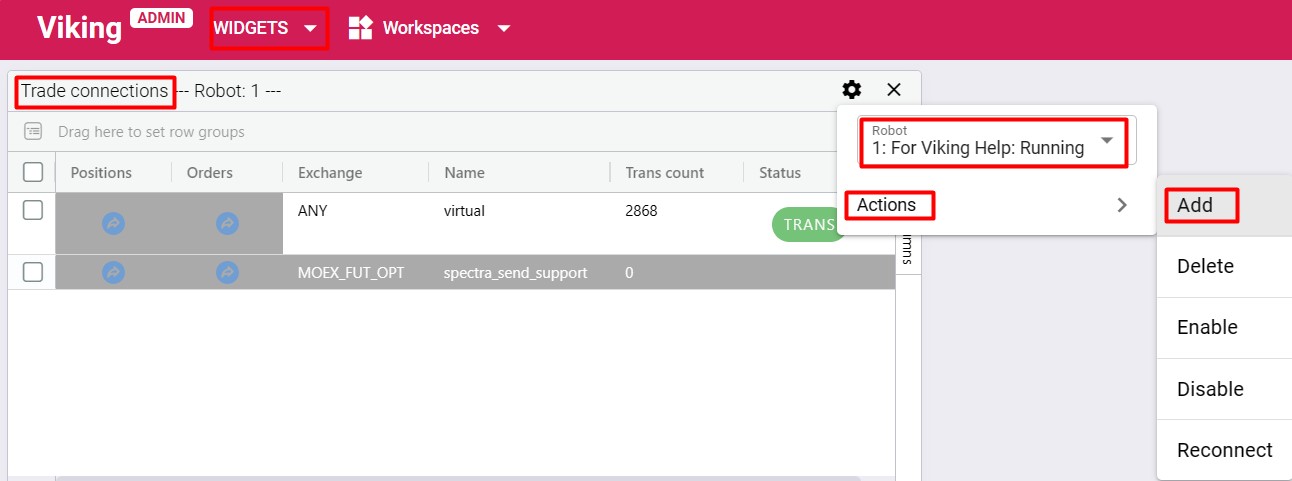 Viking ADMIN WIDGETS Workspaces
Trade connections --- Robot: 1 ---
Drag here to set row groups
Robot
1: For Viking Help: Running
Positions Orders Exchange Name Trans count Status
Actions
Add
ANY virtual 2868 TRANS
MOEX_FUT_OPT spectra_send_support 0
Delete
Enable
Disable
Reconnect